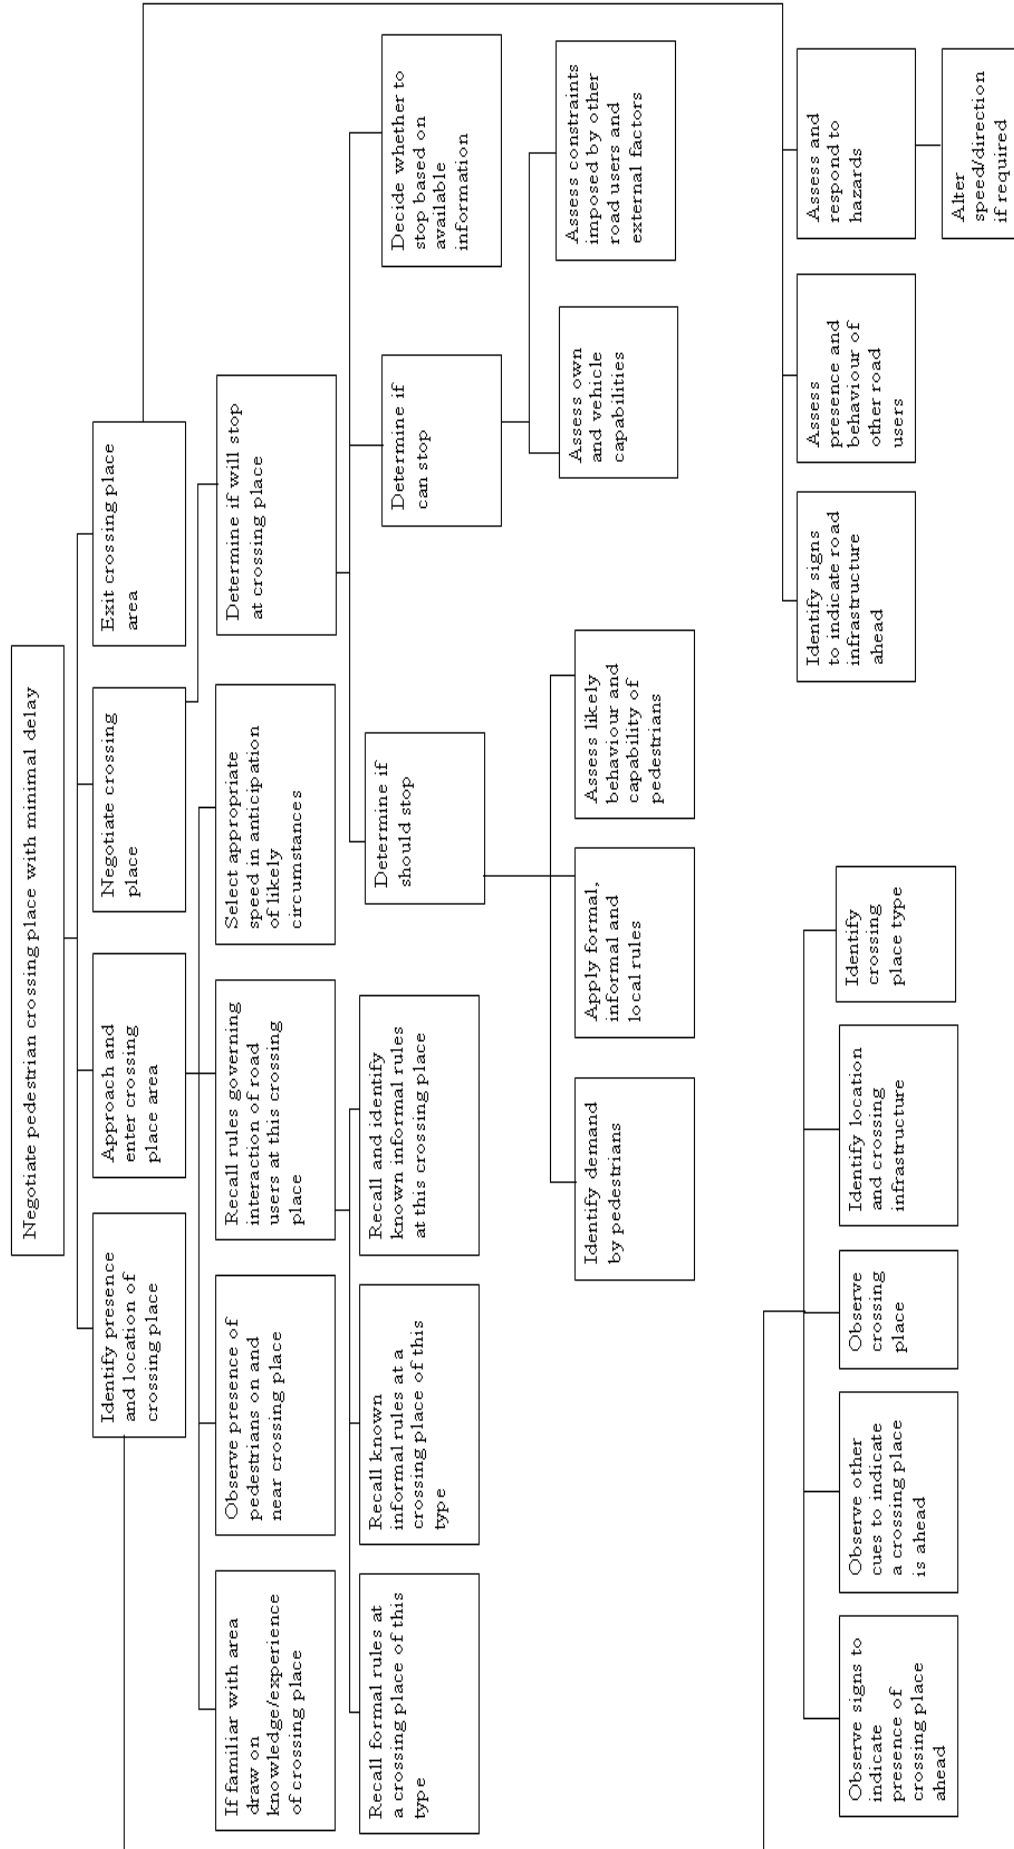 Negotiate pedestrian crossing place with minimal delay
Identify presence
and location of
crossing place
Approach and
enter crossing
place area
Negotiate crossing
place
Exit crossing place
area
If familiar with area
draw on
knowledge/experience
of crossing place
Observe presence of
pedestrians on and
near crossing place
Recall rules governing
interaction of road
users at this crossing
place
Select appropriate
speed in anticipation
of likely
circumstances
Determine if will stop
at crossing place
Recall formal rules at
a crossing place of this
type
Recall known
informal rules at a
crossing place of this
type
Recall and identify
known informal rules
at this crossing place
Determine if
should stop
Determine if
can stop
Decide whether to
stop based on
available
information
Identify demand
by pedestrians
Apply formal,
informal and
local rules
Assess likely
behaviour and
capability of
pedestrians
Assess own
and vehicle
capabilities
Assess constraints
imposed by other
road users and
external factors
Observe signs to
indicate
presence of
crossing place
ahead
Observe other
cues to indicate
a crossing place
is ahead
Observe
crossing
place
Identify location
and crossing
infrastructure
Identify
crossing
place type
Identify signs
to indicate road
infrastructure
ahead
Assess
presence and
behaviour of
other road
users
Assess and
respond to
hazards
Alter
speed/direction
if required